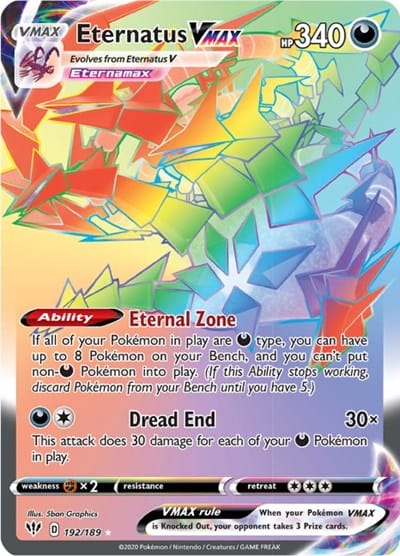 VMAX Eternatus VMAX HP 340
Evolves from Eternatus V
Eternamax
Ability Eternal Zone
If all of your Pokémon in play are type, you can have
up to 8 Pokémon on your Bench, and you can't put
non- Pokémon into play. (If this Ability stops working,
discard Pokémon from your Bench until you have 5.)
Dread End 30×
This attack does 30 damage for each of your Pokémon
in play.
weakness ×2 resistance retreat
Illus. 5ban Graphics
D 192/189
VMAX rule When your Pokémon VMAX
is Knocked Out, your opponent takes 3 Prize cards.
©2020 Pokémon / Nintendo / Creatures / GAME FREAK